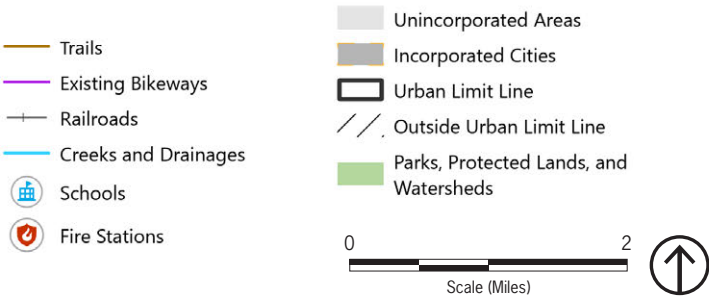 Trails
Existing Bikeways
Railroads
Creeks and Drainages
Schools
Fire Stations
Unincorporated Areas
Incorporated Cities
Urban Limit Line
Outside Urban Limit Line
Parks, Protected Lands, and
Watersheds
0 2
Scale (Miles)